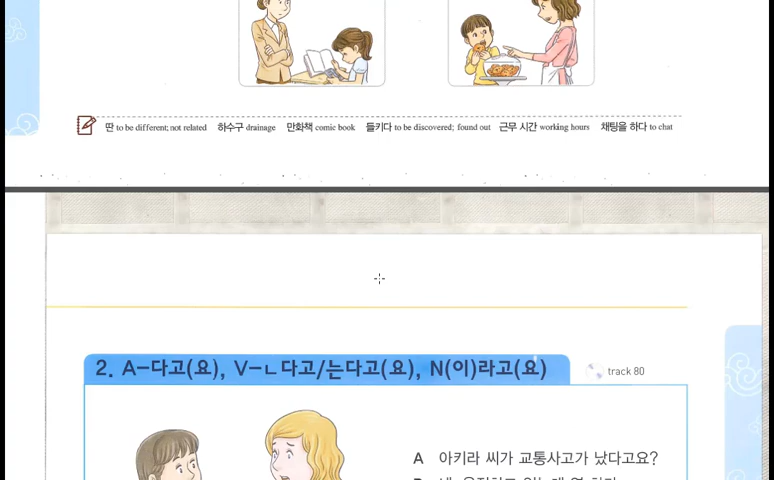 딴 to be different; not related 하수구 drainage 만화책 comic book 들키다 to be discovered; found out 근무 시간 working hours 채팅을 하다 to chat
2. A-다고(요), V-ㄴ다고/는다고(요), N(이)라고(요)
track 80
A 아키라 씨가 교통사고가 났다고요?